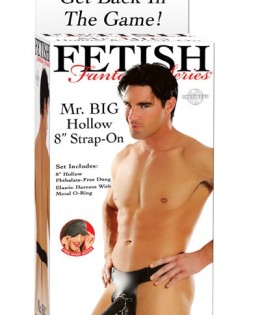 Get Back In
The Game!
FETISH
Fantasy Series
Mr. BIG
Hollow
8" Strap-On
Set Includes:
8" Hollow
Phthalate-Free Dong
Elastic Harness With
Metal O-Ring